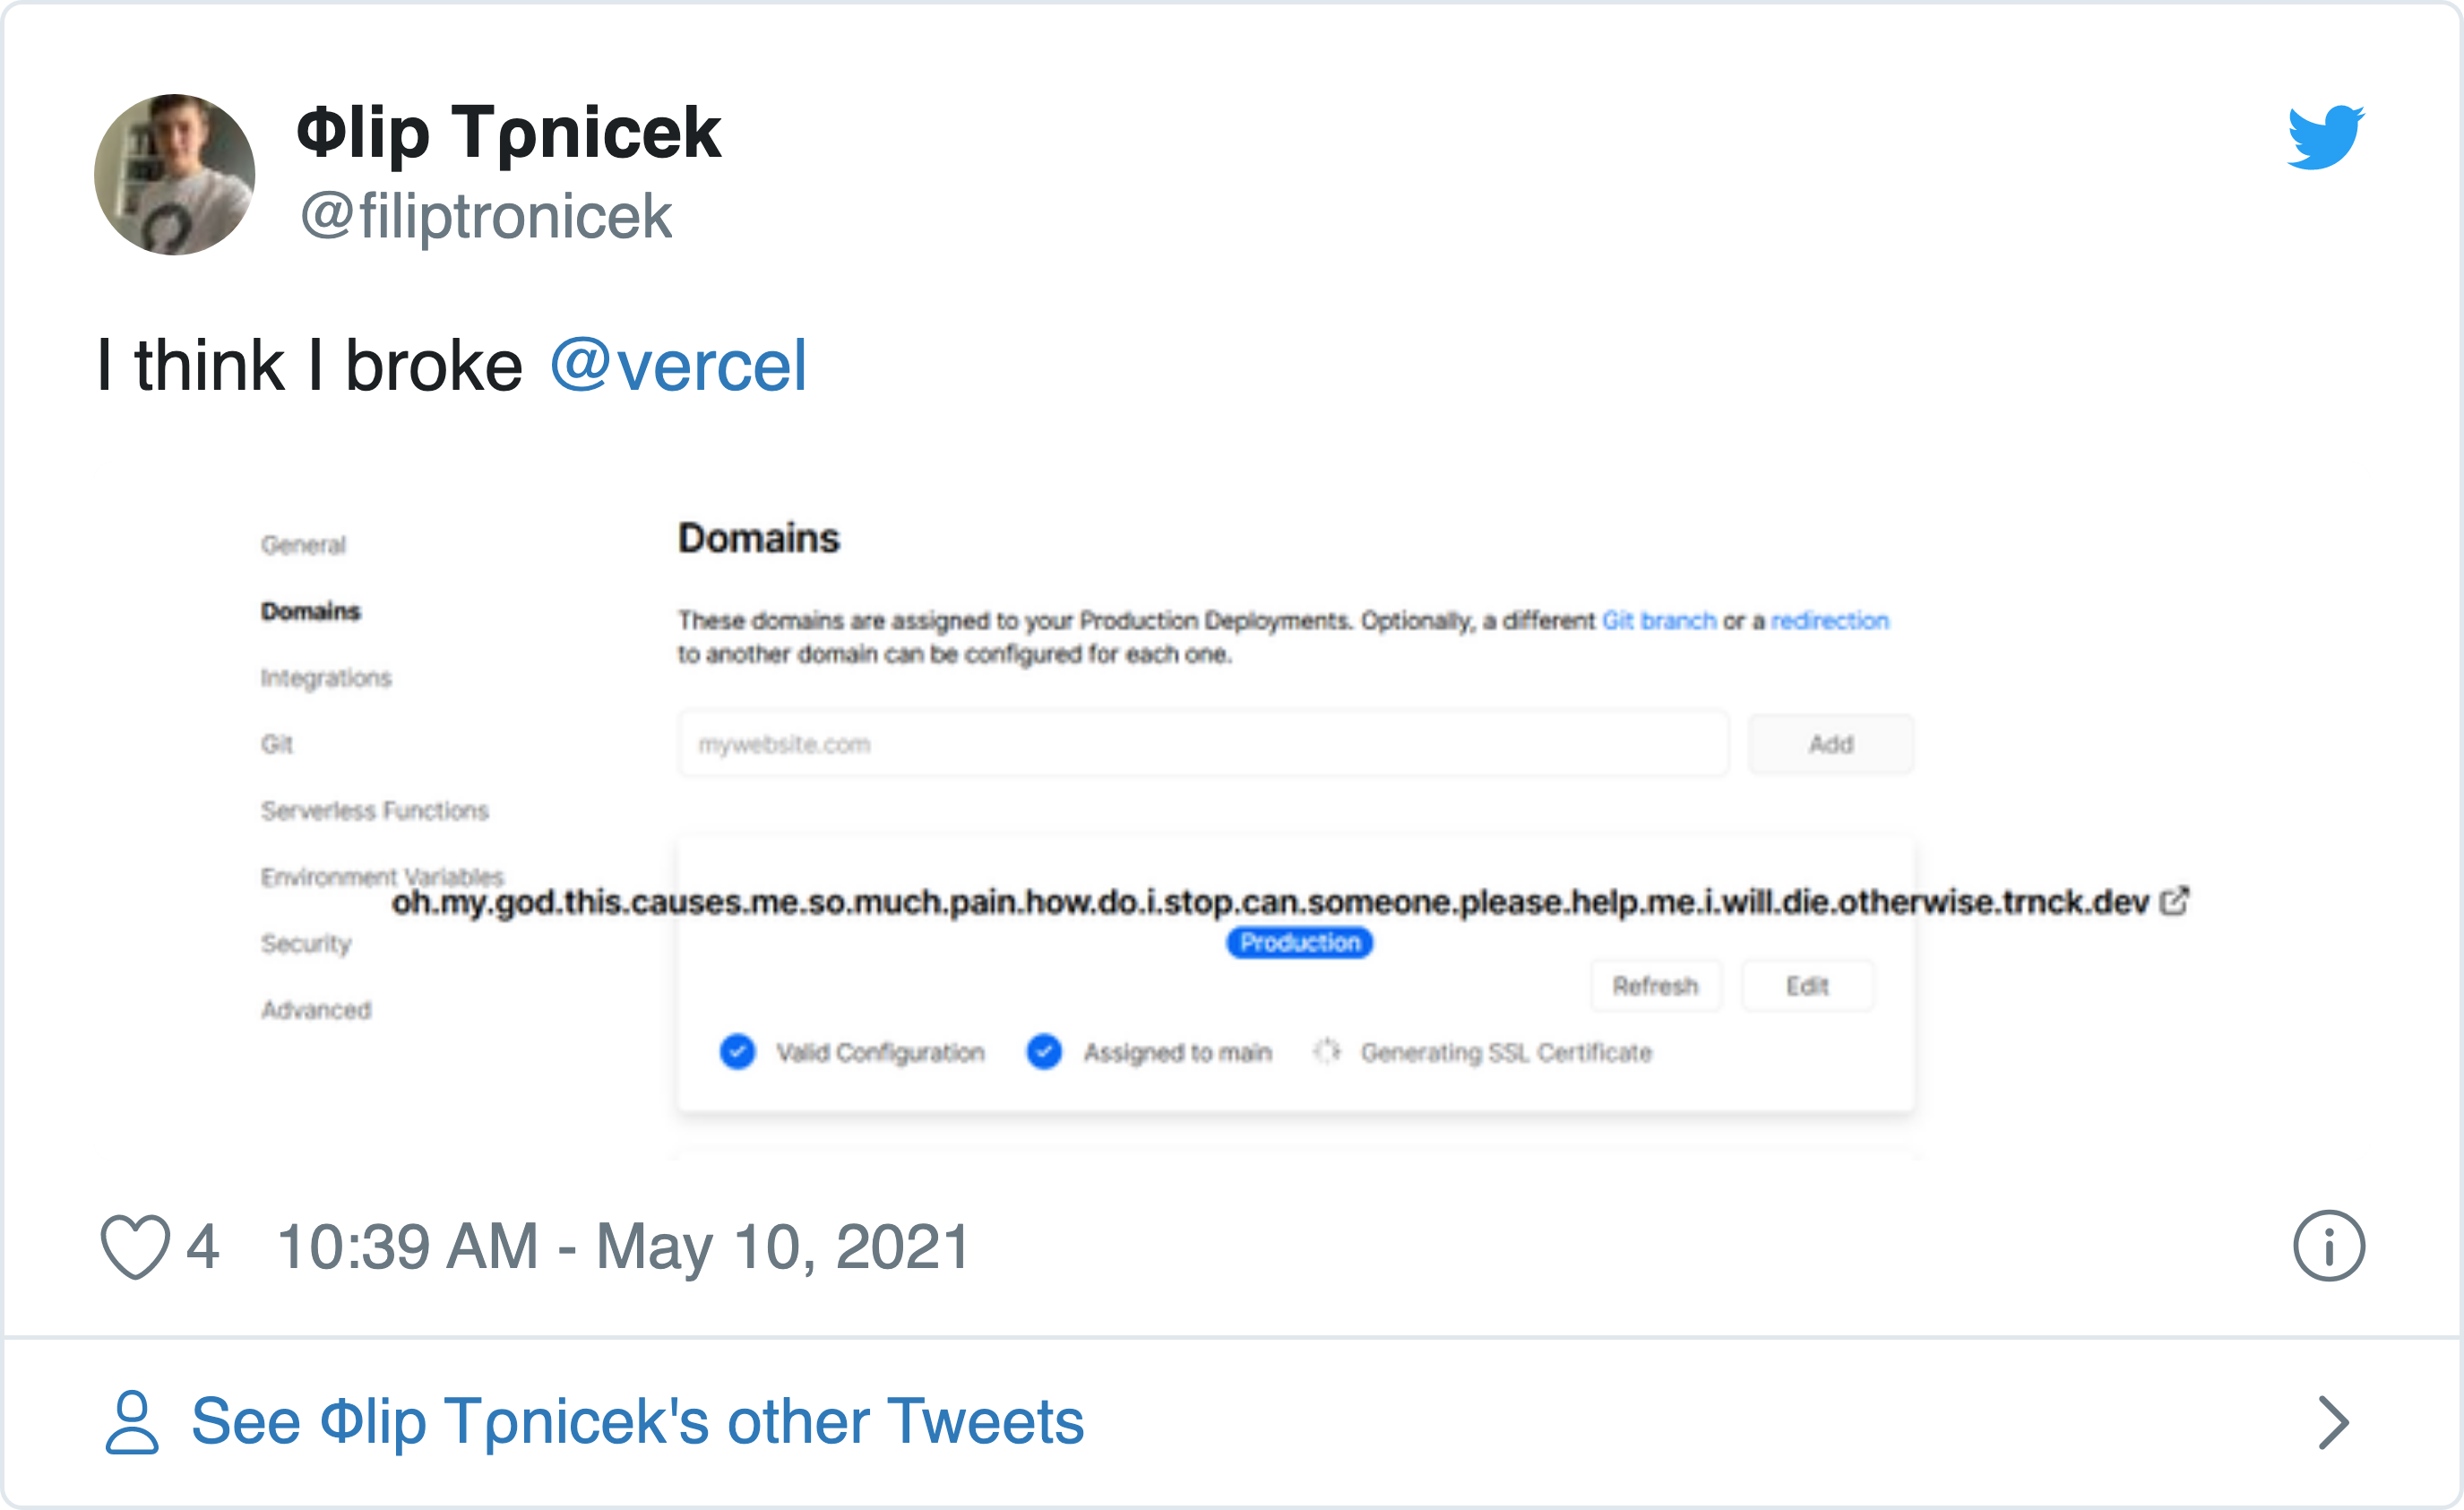 Φlip Tρnicek
@filiptronicek
I think I broke @vercel
General
Domains
Integrations
Git
Serverless Functions
Environment Variables
Security
Advanced
Domains
These domains are assigned to your Production Deployments. Optionally, a different Git branch or a redirection
to another domain can be configured for each one.
mywebsite.com
Add
oh.my.god.this.causes.me.so.much.pain.how.do.i.stop.can.someone.please.help.me.i.will.die.otherwise.trnck.dev
Production
Refresh
Edit
Valid Configuration
Assigned to main
Generating SSL Certificate
4
10:39 AM - May 10, 2021
See Φlip Tρnicek's other Tweets